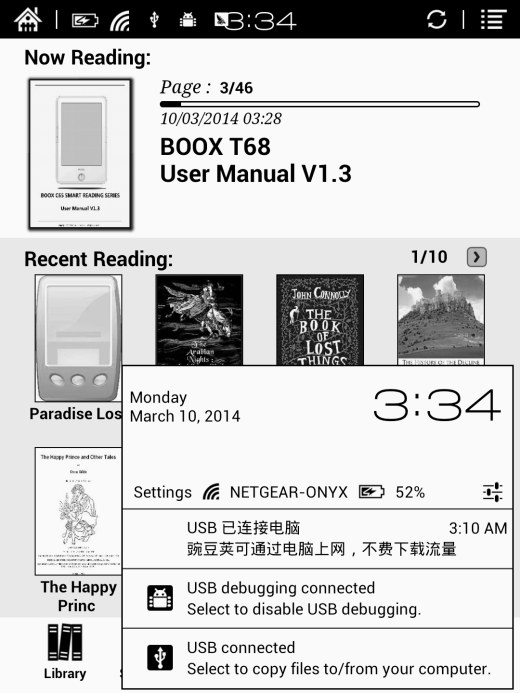 3:34
Now Reading:
Page : 3/46
10/03/2014 03:28
BOOX T68
User Manual V1.3
BOOX C65 SMART READING SERIES
User Manual V1.3
Recent Reading:
1/10
The
Arabian
Nights
JOHN CONNOLLY
THE
BOOK
OF
LOST
THINGS
THE HISTORY OF THE DECLINE
Paradise Los
The Happy Prince and Other Tales
The Happy
Princ
Library
Monday
March 10, 2014
3:34
Settings NETGEAR-ONYX 52%
USB 已连接电脑 3:10 AM
豌豆荚可通过电脑上网，不费下载流量
USB debugging connected
Select to disable USB debugging.
USB connected
Select to copy files to/from your computer.